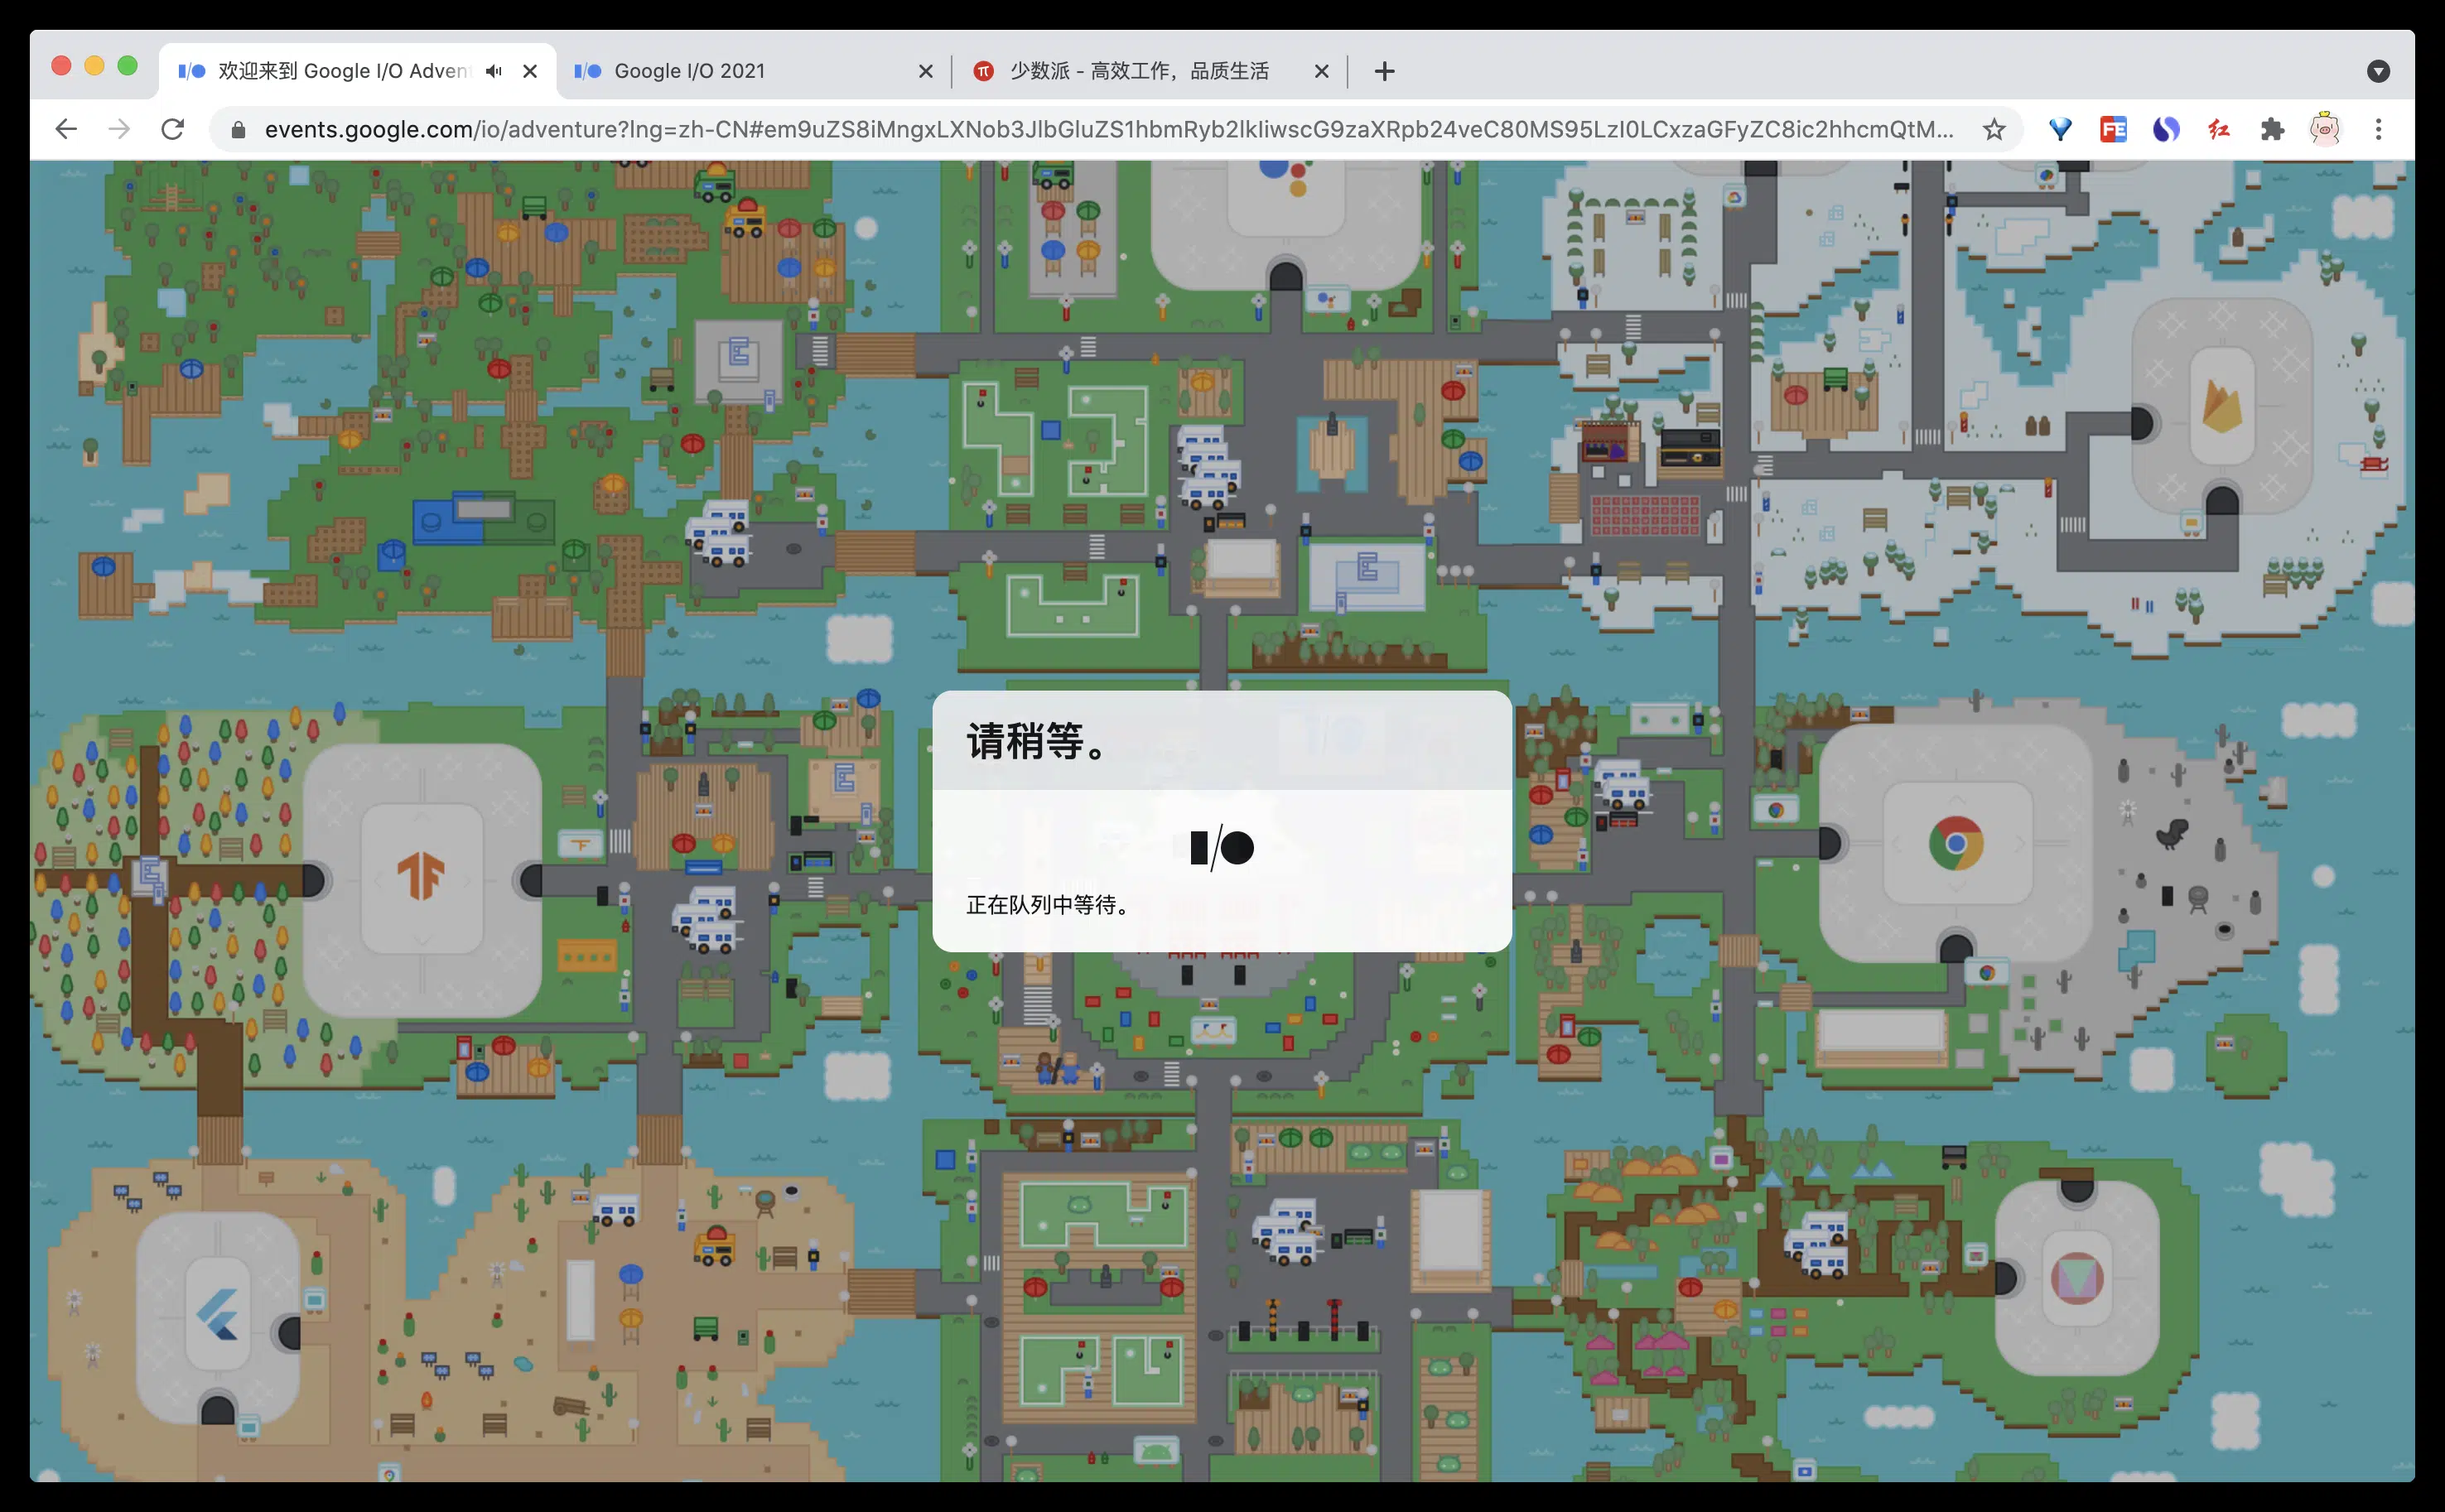 欢迎来到 Google I/O Adven
Google I/O 2021
少数派 - 高效工作，品质生活
events.google.com/io/adventure?lng=zh-CN#em9uZS8iMngxLXNob3JlbGluZS1hbmRyb2lkIiwscG9zaXRpb24veC80MS95LzI0LCxzaGFyZC8ic2hhcmQtM...
FE
红
请稍等。
I/O
正在队列中等待。